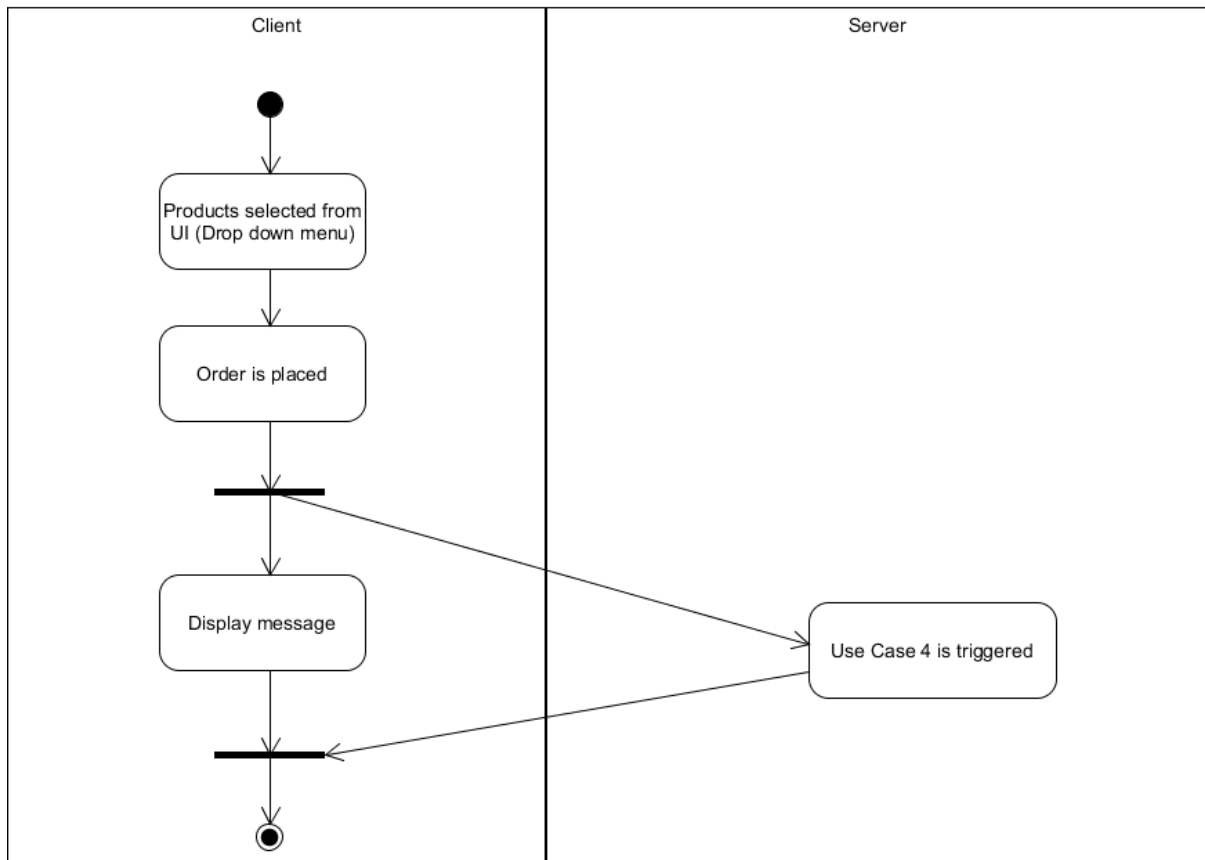 Client
Server
Products selected from
UI (Drop down menu)
Order is placed
Display message
Use Case 4 is triggered